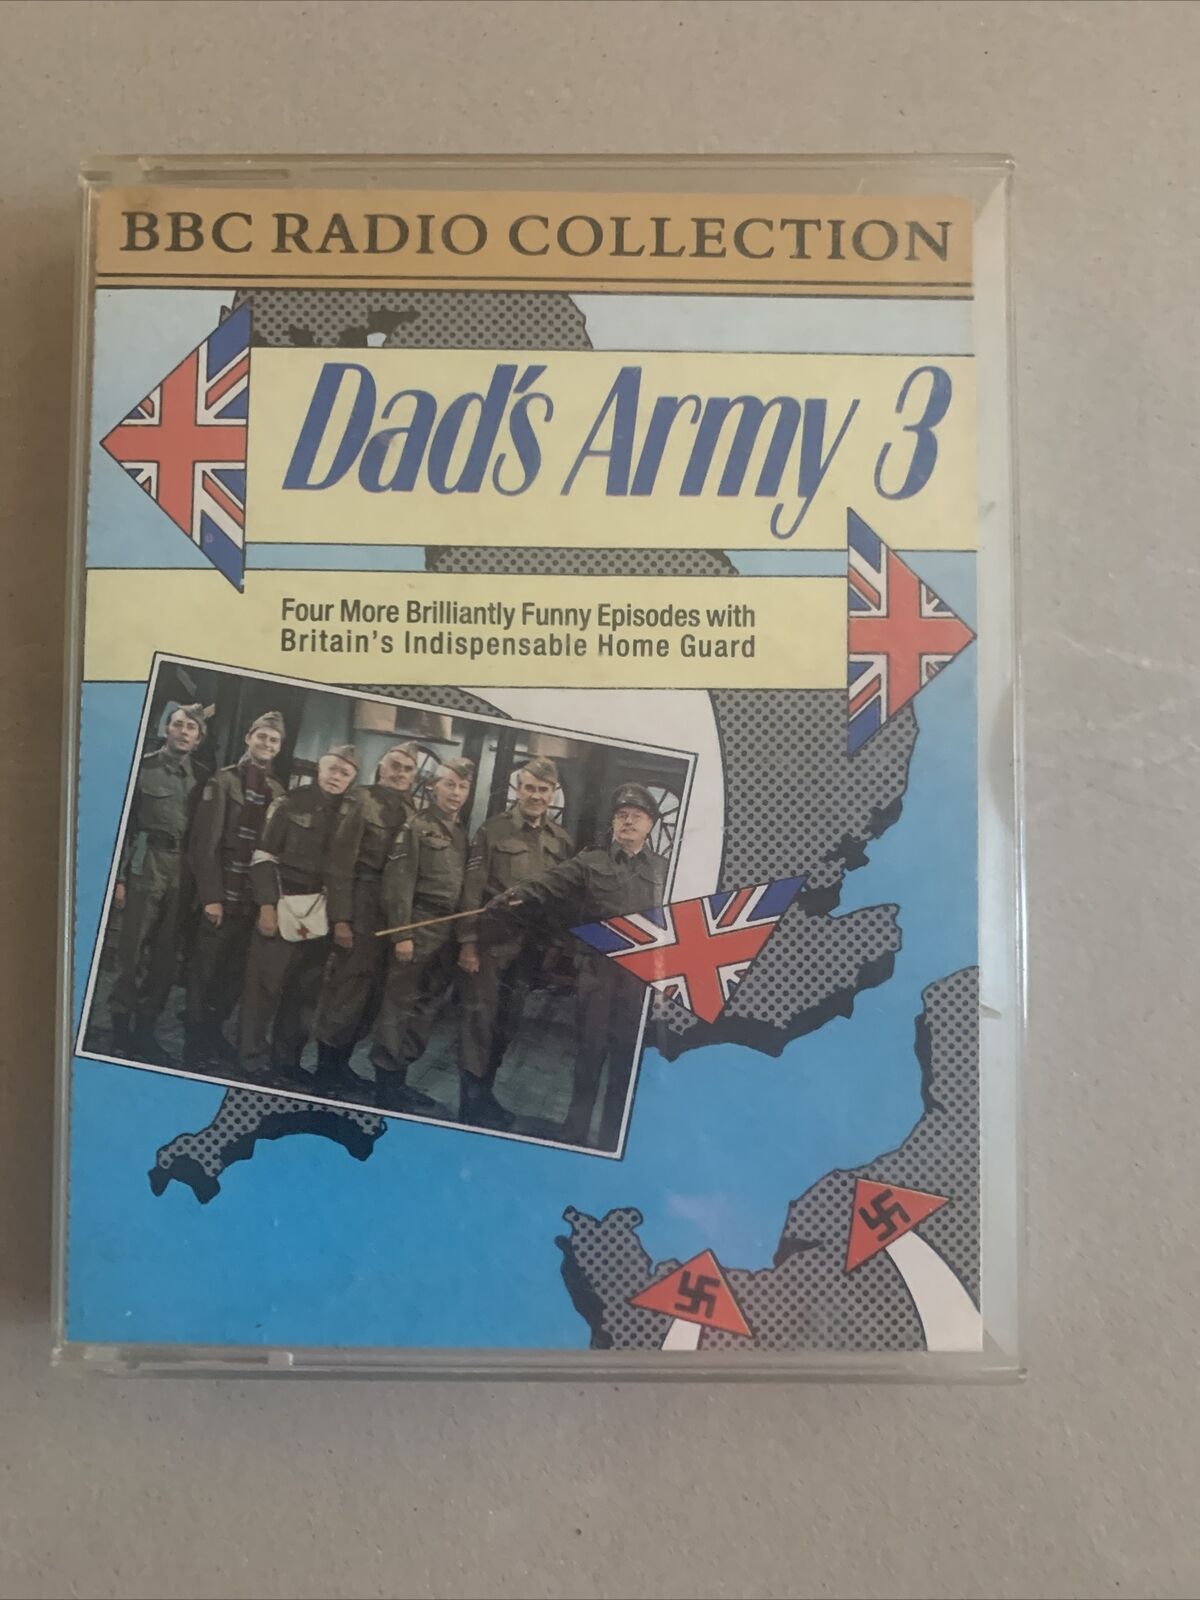 BBC RADIO COLLECTION
Dad's Army 3
Four More Brilliantly Funny Episodes with
Britain's Indispensable Home Guard